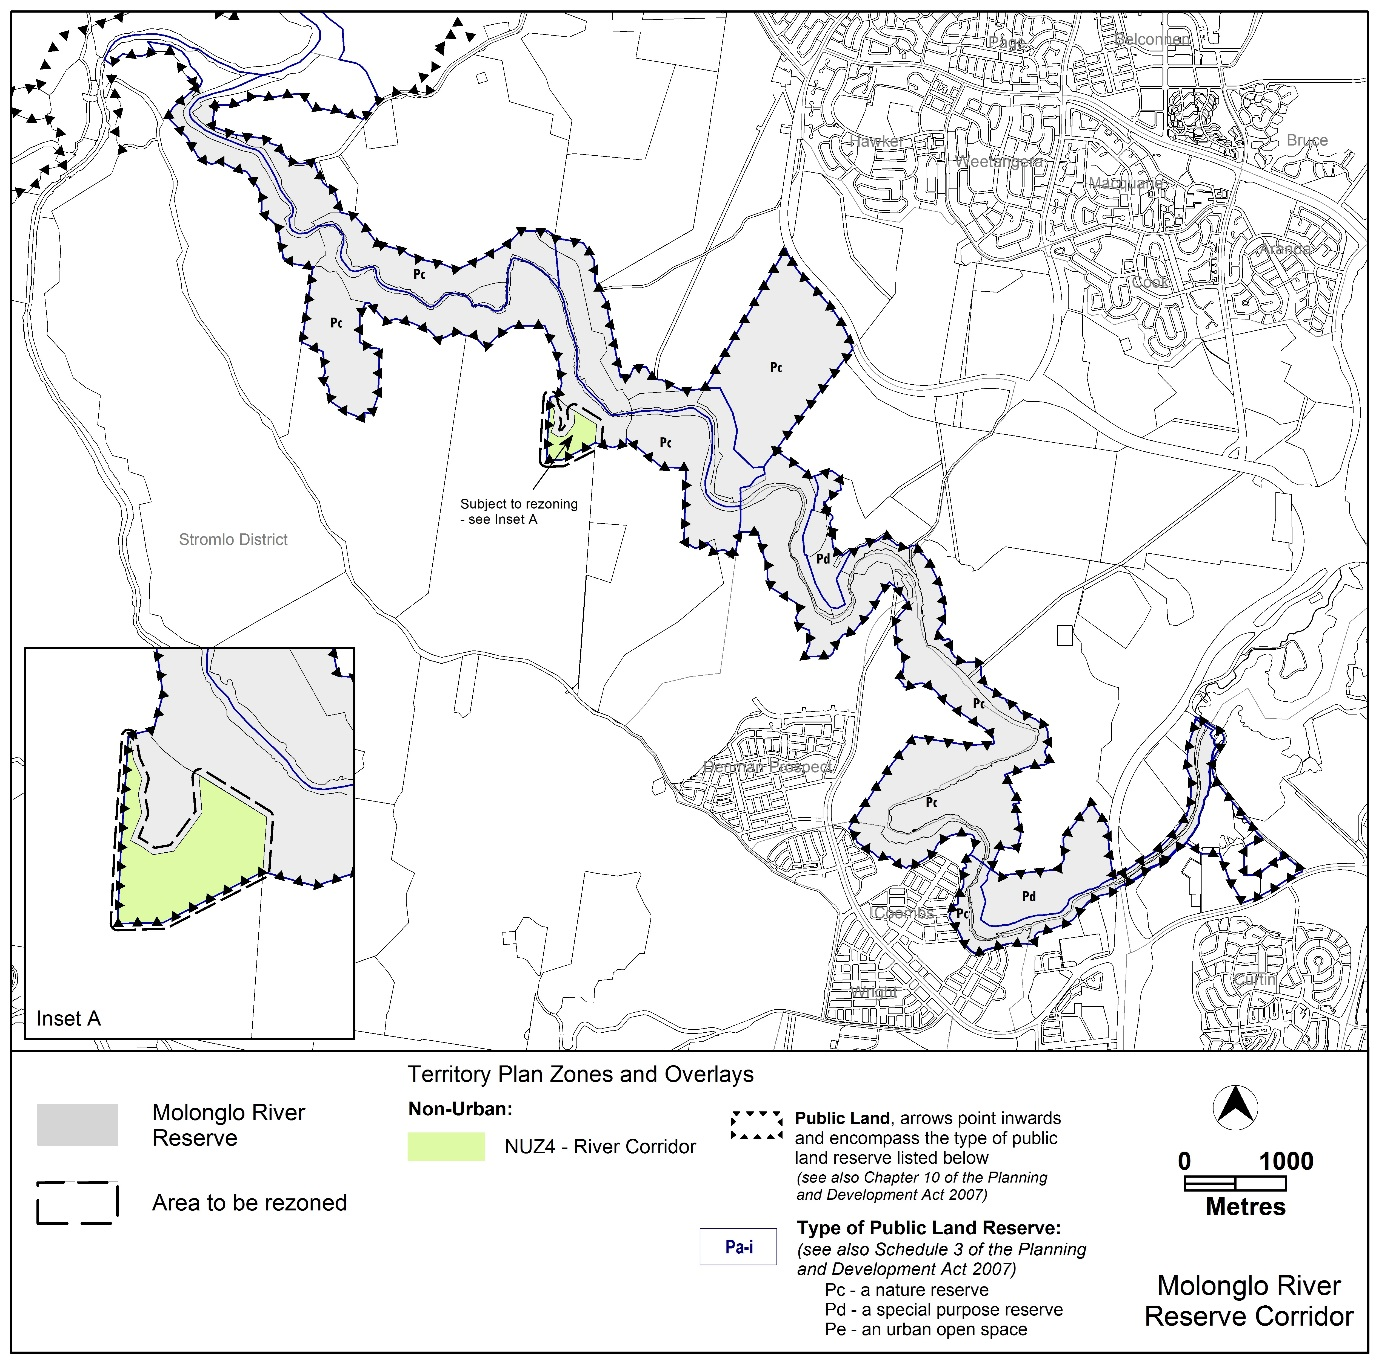 Page
Belconnen
Hawker
Weetangera
Bruce
Macquarie
Aranda
Cook
Pc
Pc
Pc
Pc
Subject to rezoning
- see Inset A
Stromlo District
Pd
Pc
Denman Prospect
Pc
Pd
Pc
Coombs
Wright
Curtin
Inset A
Molonglo River
Reserve
Area to be rezoned
Territory Plan Zones and Overlays
Non-Urban:
NUZ4 - River Corridor
Public Land, arrows point inwards
and encompass the type of public
land reserve listed below
(see also Chapter 10 of the Planning
and Development Act 2007)
Pa-i
Type of Public Land Reserve:
(see also Schedule 3 of the Planning
and Development Act 2007)
Pc - a nature reserve
Pd - a special purpose reserve
Pe - an urban open space
0 1000
Metres
Molonglo River
Reserve Corridor